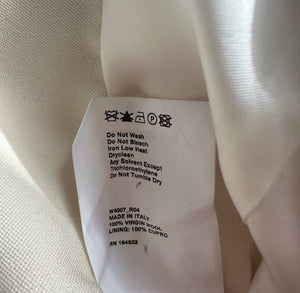 Do Not Wash
Do Not Bleach
Iron Low Heat
Dryclean
Any Solvent Except
Trichloroethylene
Do Not Tumble Dry
W4007_RD4
MADE IN ITALY
100% VIRGIN WOOL
LINING: 100% CUPRO
RN 104632